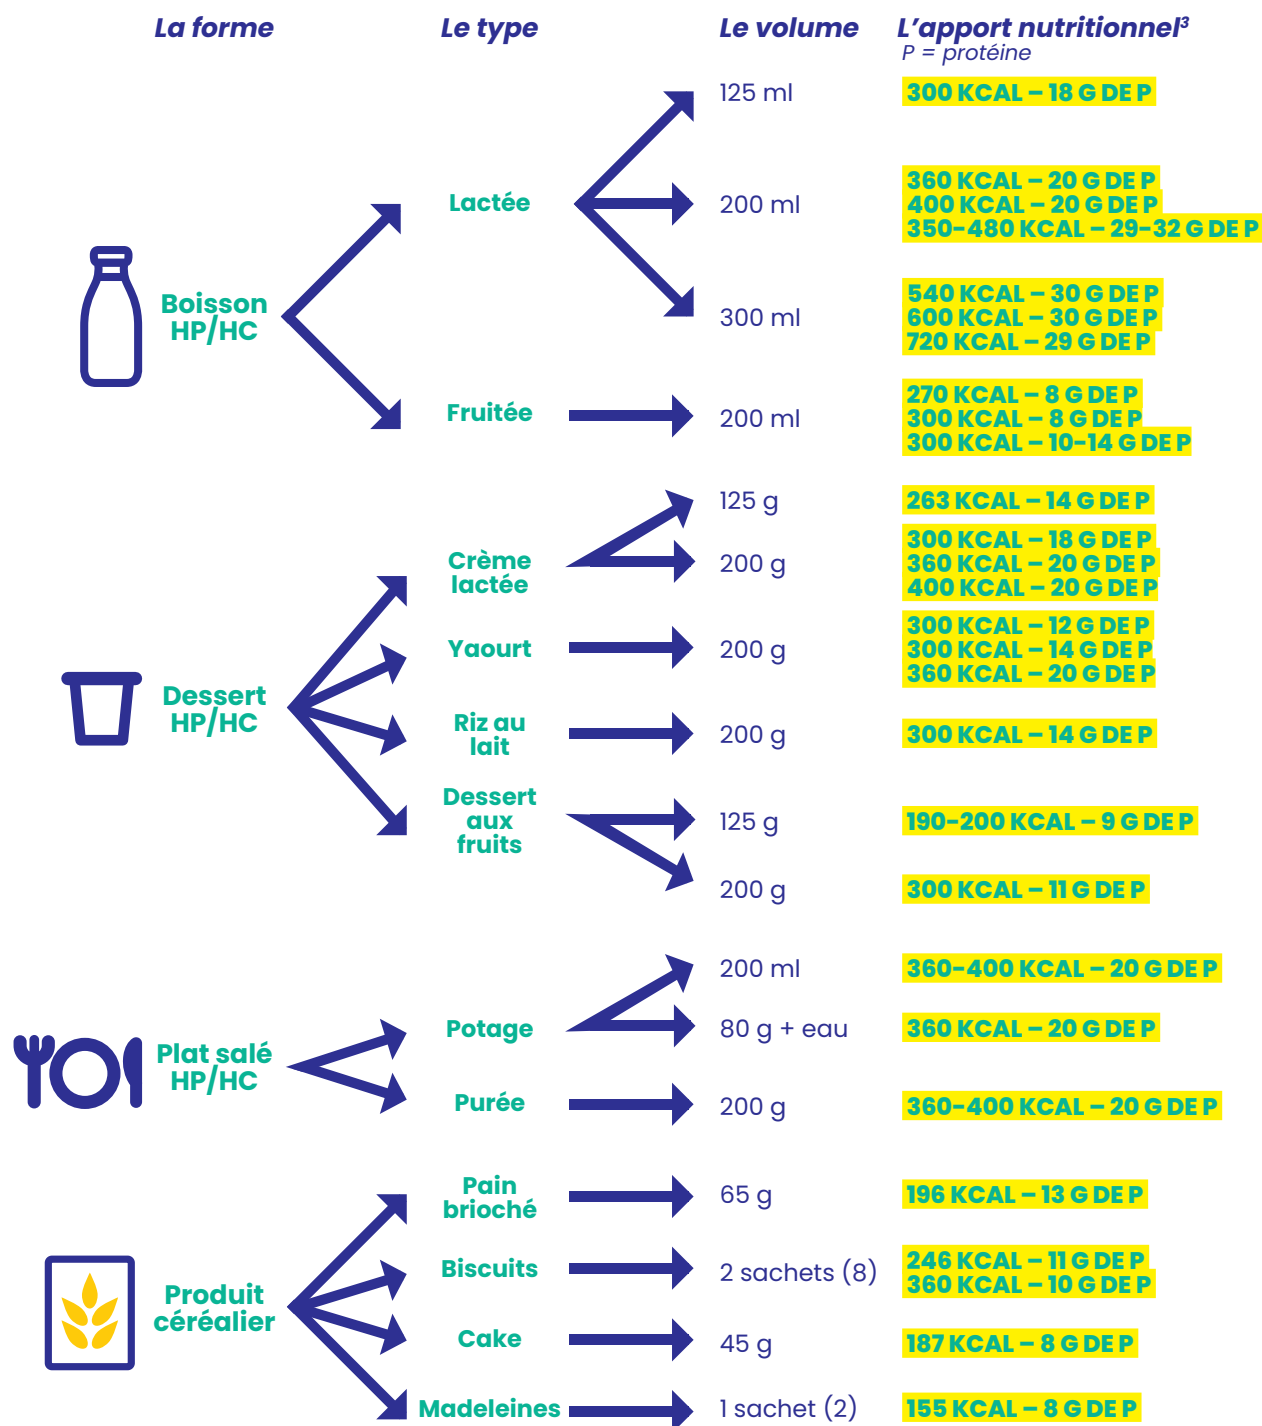 La forme
Le type
Le volume
L'apport nutritionnel³
P = protéine
Boisson
HP/HC
Lactée
125 ml
300 KCAL – 18 G DE P
200 ml
360 KCAL – 20 G DE P
400 KCAL – 20 G DE P
350-480 KCAL – 29-32 G DE P
300 ml
540 KCAL – 30 G DE P
600 KCAL – 30 G DE P
720 KCAL – 29 G DE P
Fruitée
200 ml
270 KCAL – 8 G DE P
300 KCAL – 8 G DE P
300 KCAL – 10-14 G DE P
Dessert
HP/HC
Crème
lactée
125 g
263 KCAL – 14 G DE P
200 g
300 KCAL – 18 G DE P
360 KCAL – 20 G DE P
400 KCAL – 20 G DE P
Yaourt
200 g
300 KCAL – 12 G DE P
300 KCAL – 14 G DE P
360 KCAL – 20 G DE P
Riz au
lait
200 g
300 KCAL – 14 G DE P
Dessert
aux
fruits
125 g
190-200 KCAL – 9 G DE P
200 g
300 KCAL – 11 G DE P
Plat salé
HP/HC
Potage
200 ml
360-400 KCAL – 20 G DE P
80 g + eau
360 KCAL – 20 G DE P
Purée
200 g
360-400 KCAL – 20 G DE P
Produit
céréalier
Pain
brioché
65 g
196 KCAL – 13 G DE P
Biscuits
2 sachets (8)
246 KCAL – 11 G DE P
360 KCAL – 10 G DE P
Cake
45 g
187 KCAL – 8 G DE P
Madeleines
1 sachet (2)
155 KCAL – 8 G DE P